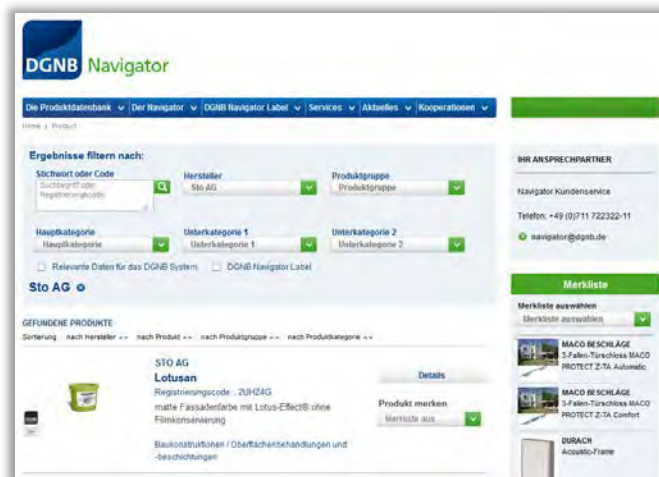 DGNB Navigator
Die Produktdatenbank Der Navigator DGNB Navigator Label Services Aktuelles Kooperationen
Home / Product
Ergebnisse filtern nach:
Stichwort oder Code
Suchbegriff oder
Registrierungscode
Hersteller
Sto AG
Produktgruppe
Produktgruppe
Hauptkategorie
Hauptkategorie
Unterkategorie 1
Unterkategorie 1
Unterkategorie 2
Unterkategorie 2
Relevante Daten für das DGNB System
DGNB Navigator Label
Sto AG
GEFUNDENE PRODUKTE
Sortierung nach Hersteller nach Produkt nach Produktgruppe nach Produktkategorie
STO AG
Lotusan
Registrierungscode: 2UHZ4G
matte Fassadenfarbe mit Lotus-Effect® ohne
Filmkonservierung
Baukonstruktionen / Oberflächenbehandlungen und
-beschichtungen
Details
Produkt merken
Merkliste aus
IHR ANSPRECHPARTNER
Navigator Kundenservice
Telefon: +49 (0)711 722322-11
navigator@dgnb.de
Merkliste
Merkliste auswählen
Merkliste auswählen
MACO BESCHLÄGE
3-Fallen-Türschloss MACO
PROTECT Z-TA Automatic
MACO BESCHLÄGE
3-Fallen-Türschloss MACO
PROTECT Z-TA Comfort
DURACH
Acoustic-Frame